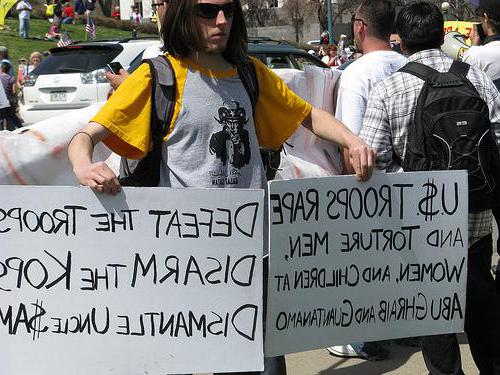 DEFEAT THE TROOPS
DISARM THE KOPS
DISMANTLE UNCLE $AM
U.$. TROOPS RAPE
AND TORTURE MEN,
WOMEN, AND CHILDREN AT
ABU GHRAIB AND GUANTANAMO